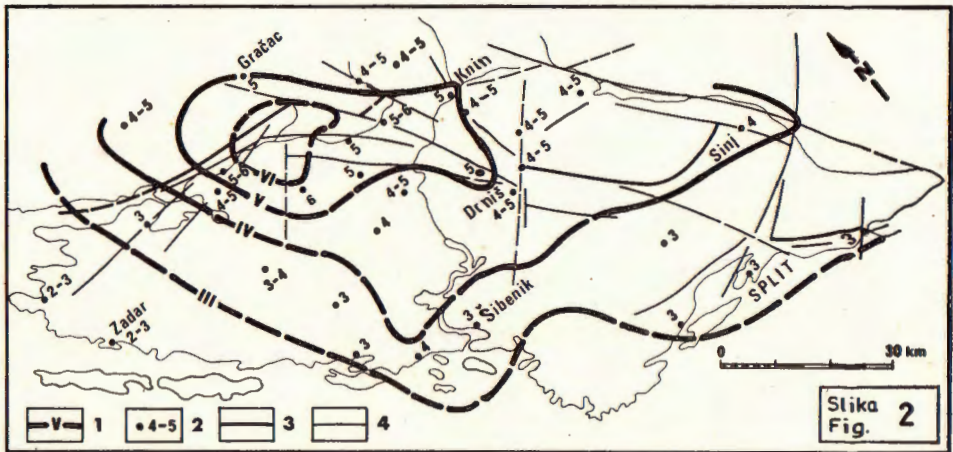 Gračac
4-5
4-5
Knin
5
5
4-5
4-5
4-5
5-6
4
4-5
5
Sinj
VI
5-6
5
5
4-5
V
6
4-5
Drniš
4-5
4-5
3
IV
4
3
3
3-4
3
2-3
III
3
Šibenik
3
SPLIT
3
Zadar
2-3
3
4
N
0 30 km
V 1 4-5 2 3 4
Slika
Fig. 2